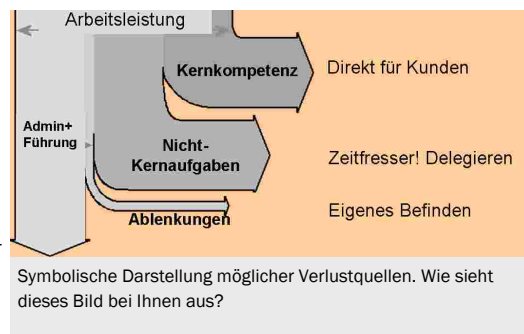 Arbeitsleistung
Kernkompetenz
Direkt für Kunden
Admin+
Führung
Nicht-
Kernaufgaben
Zeitfresser! Delegieren
Ablenkungen
Eigenes Befinden
Symbolische Darstellung möglicher Verlustquellen. Wie sieht
dieses Bild bei Ihnen aus?